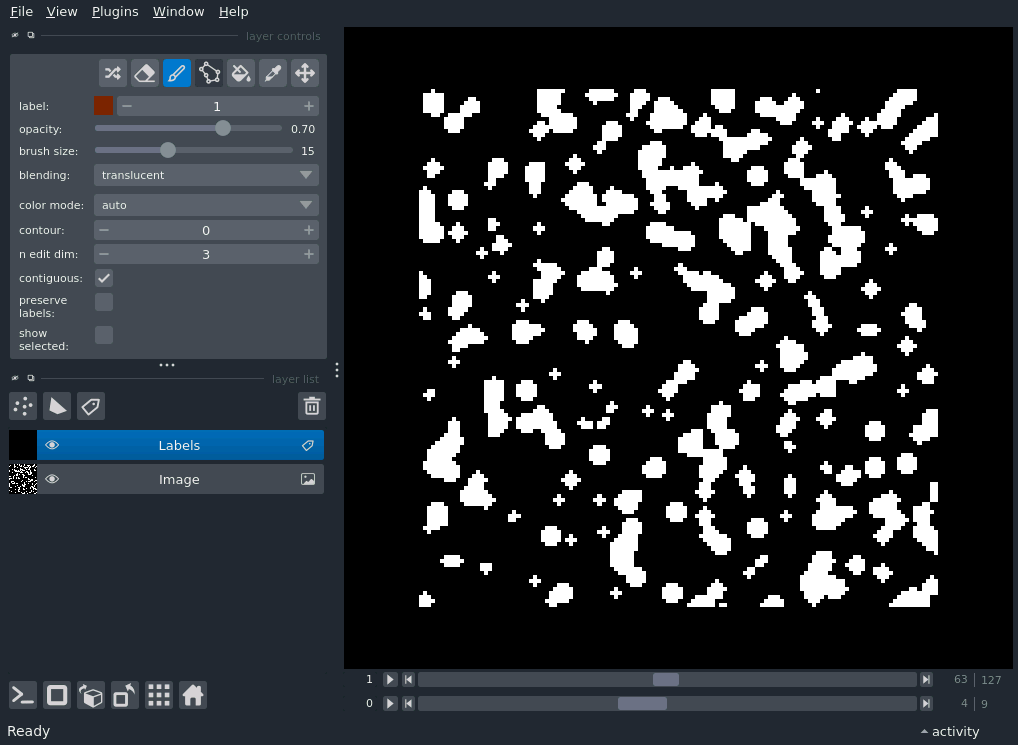 File View Plugins Window Help
layer controls
label: 1
opacity: 0.70
brush size: 15
blending: translucent
color mode: auto
contour: 0
n edit dim: 3
contiguous:
preserve
labels:
show
selected:
layer list
Labels
Image
1 63 127
0 4 9
Ready activity